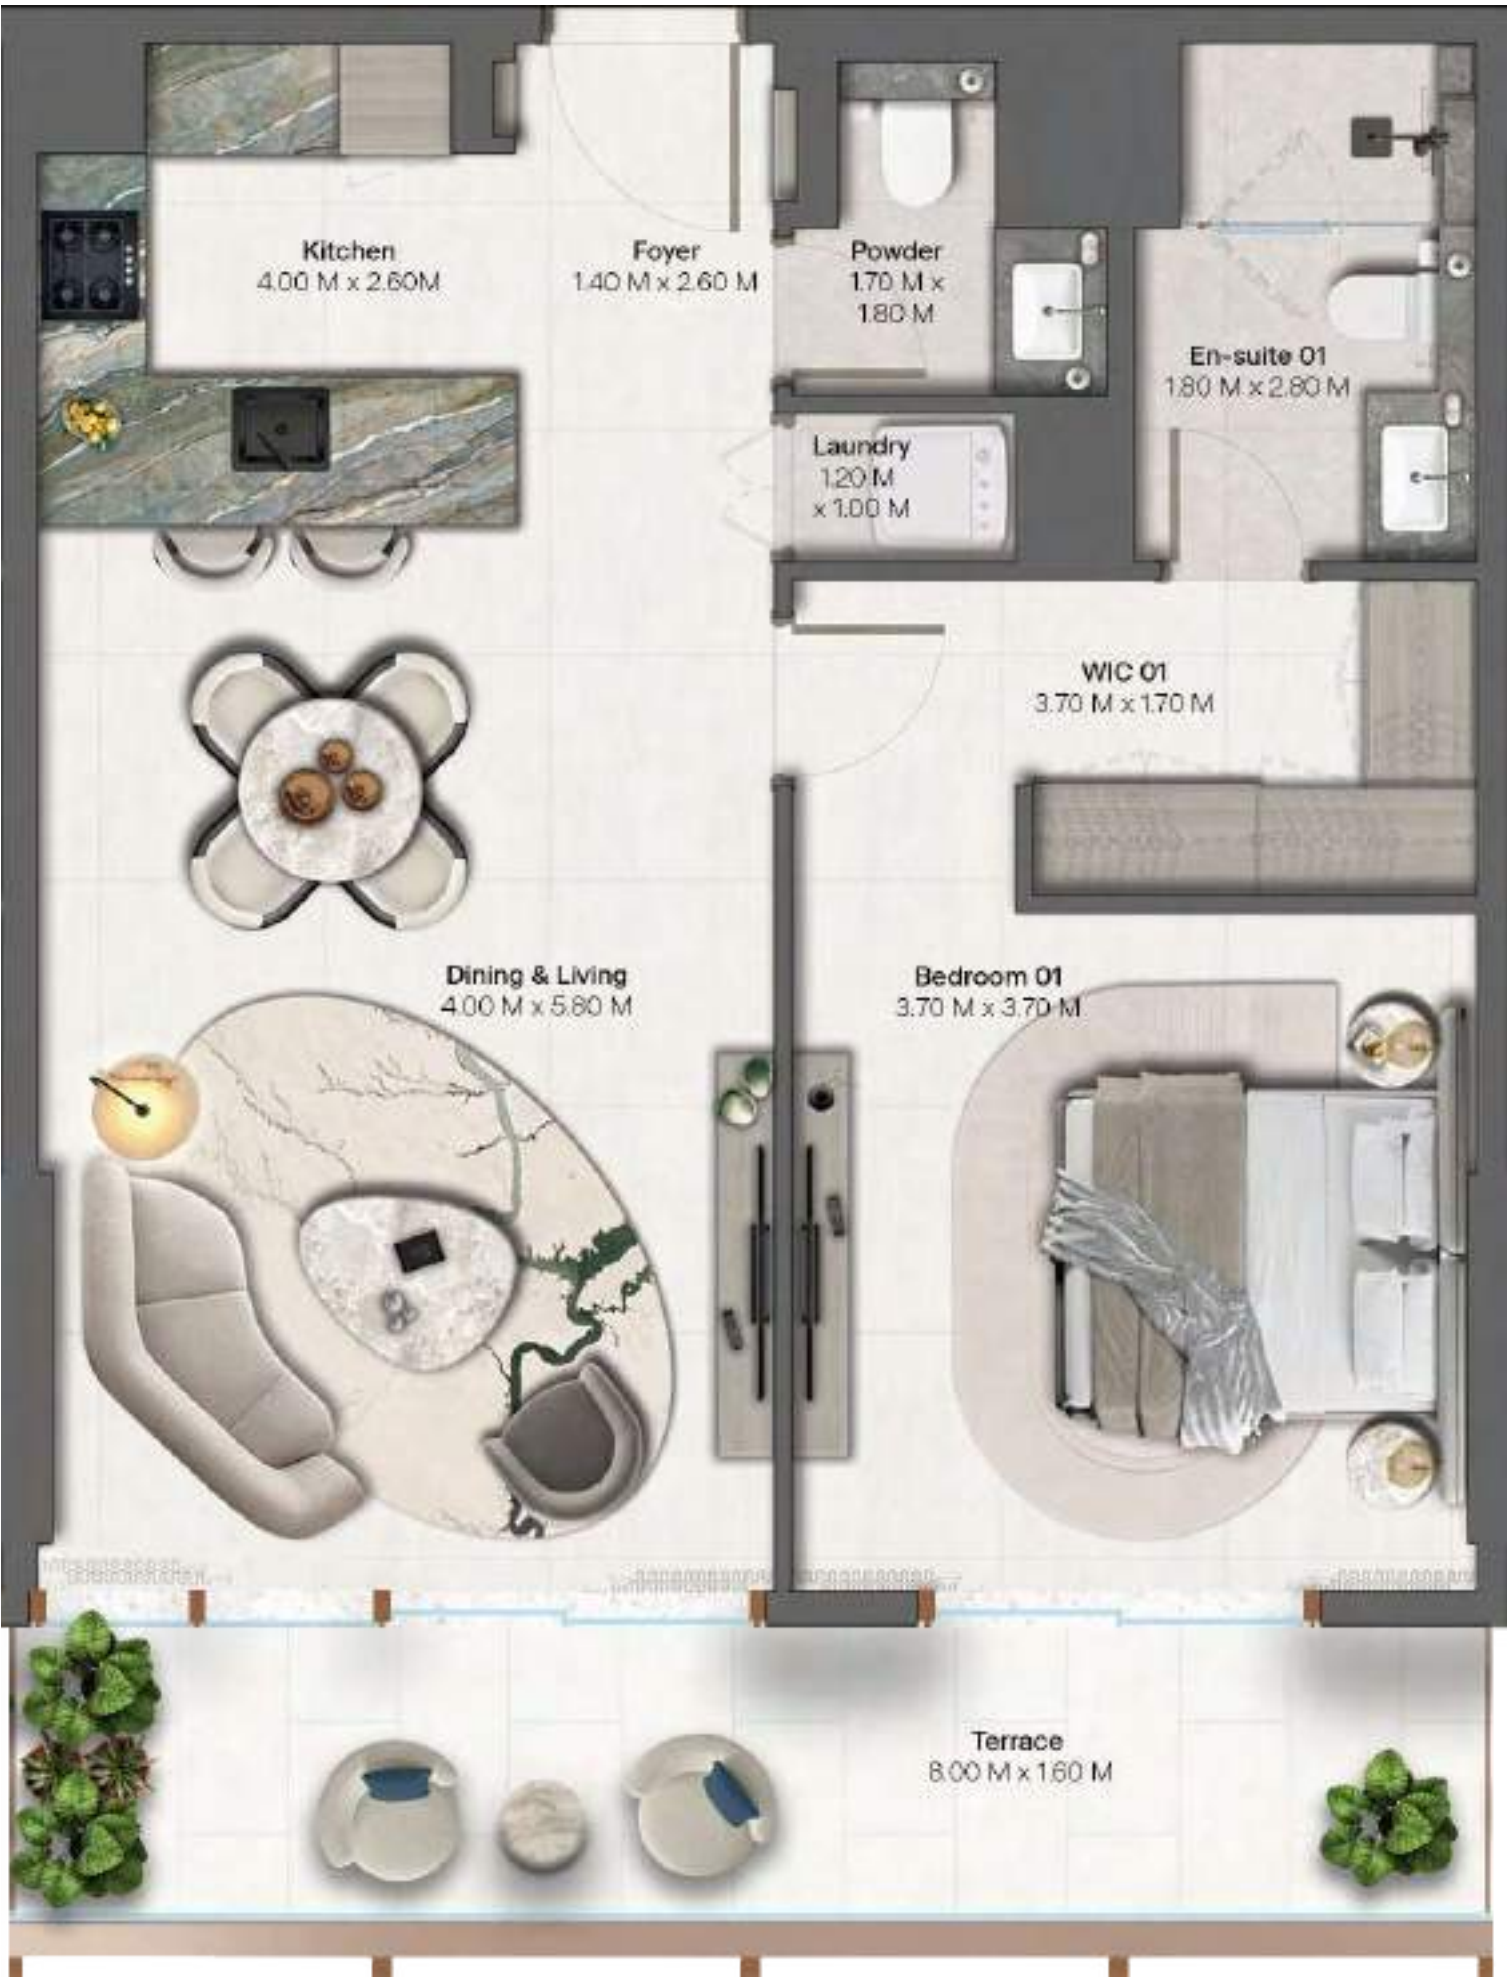 Kitchen
4.00 M x 2.60M
Foyer
1.40 M x 2.60 M
Powder
1.70 M x
1.80 M
En-suite 01
1.80 M x 2.80 M
Laundry
1.20 M
x 1.00 M
WIC 01
3.70 M x 1.70 M
Dining & Living
4.00 M x 5.80 M
Bedroom 01
3.70 M x 3.70 M
Terrace
8.00 M x 1.60 M